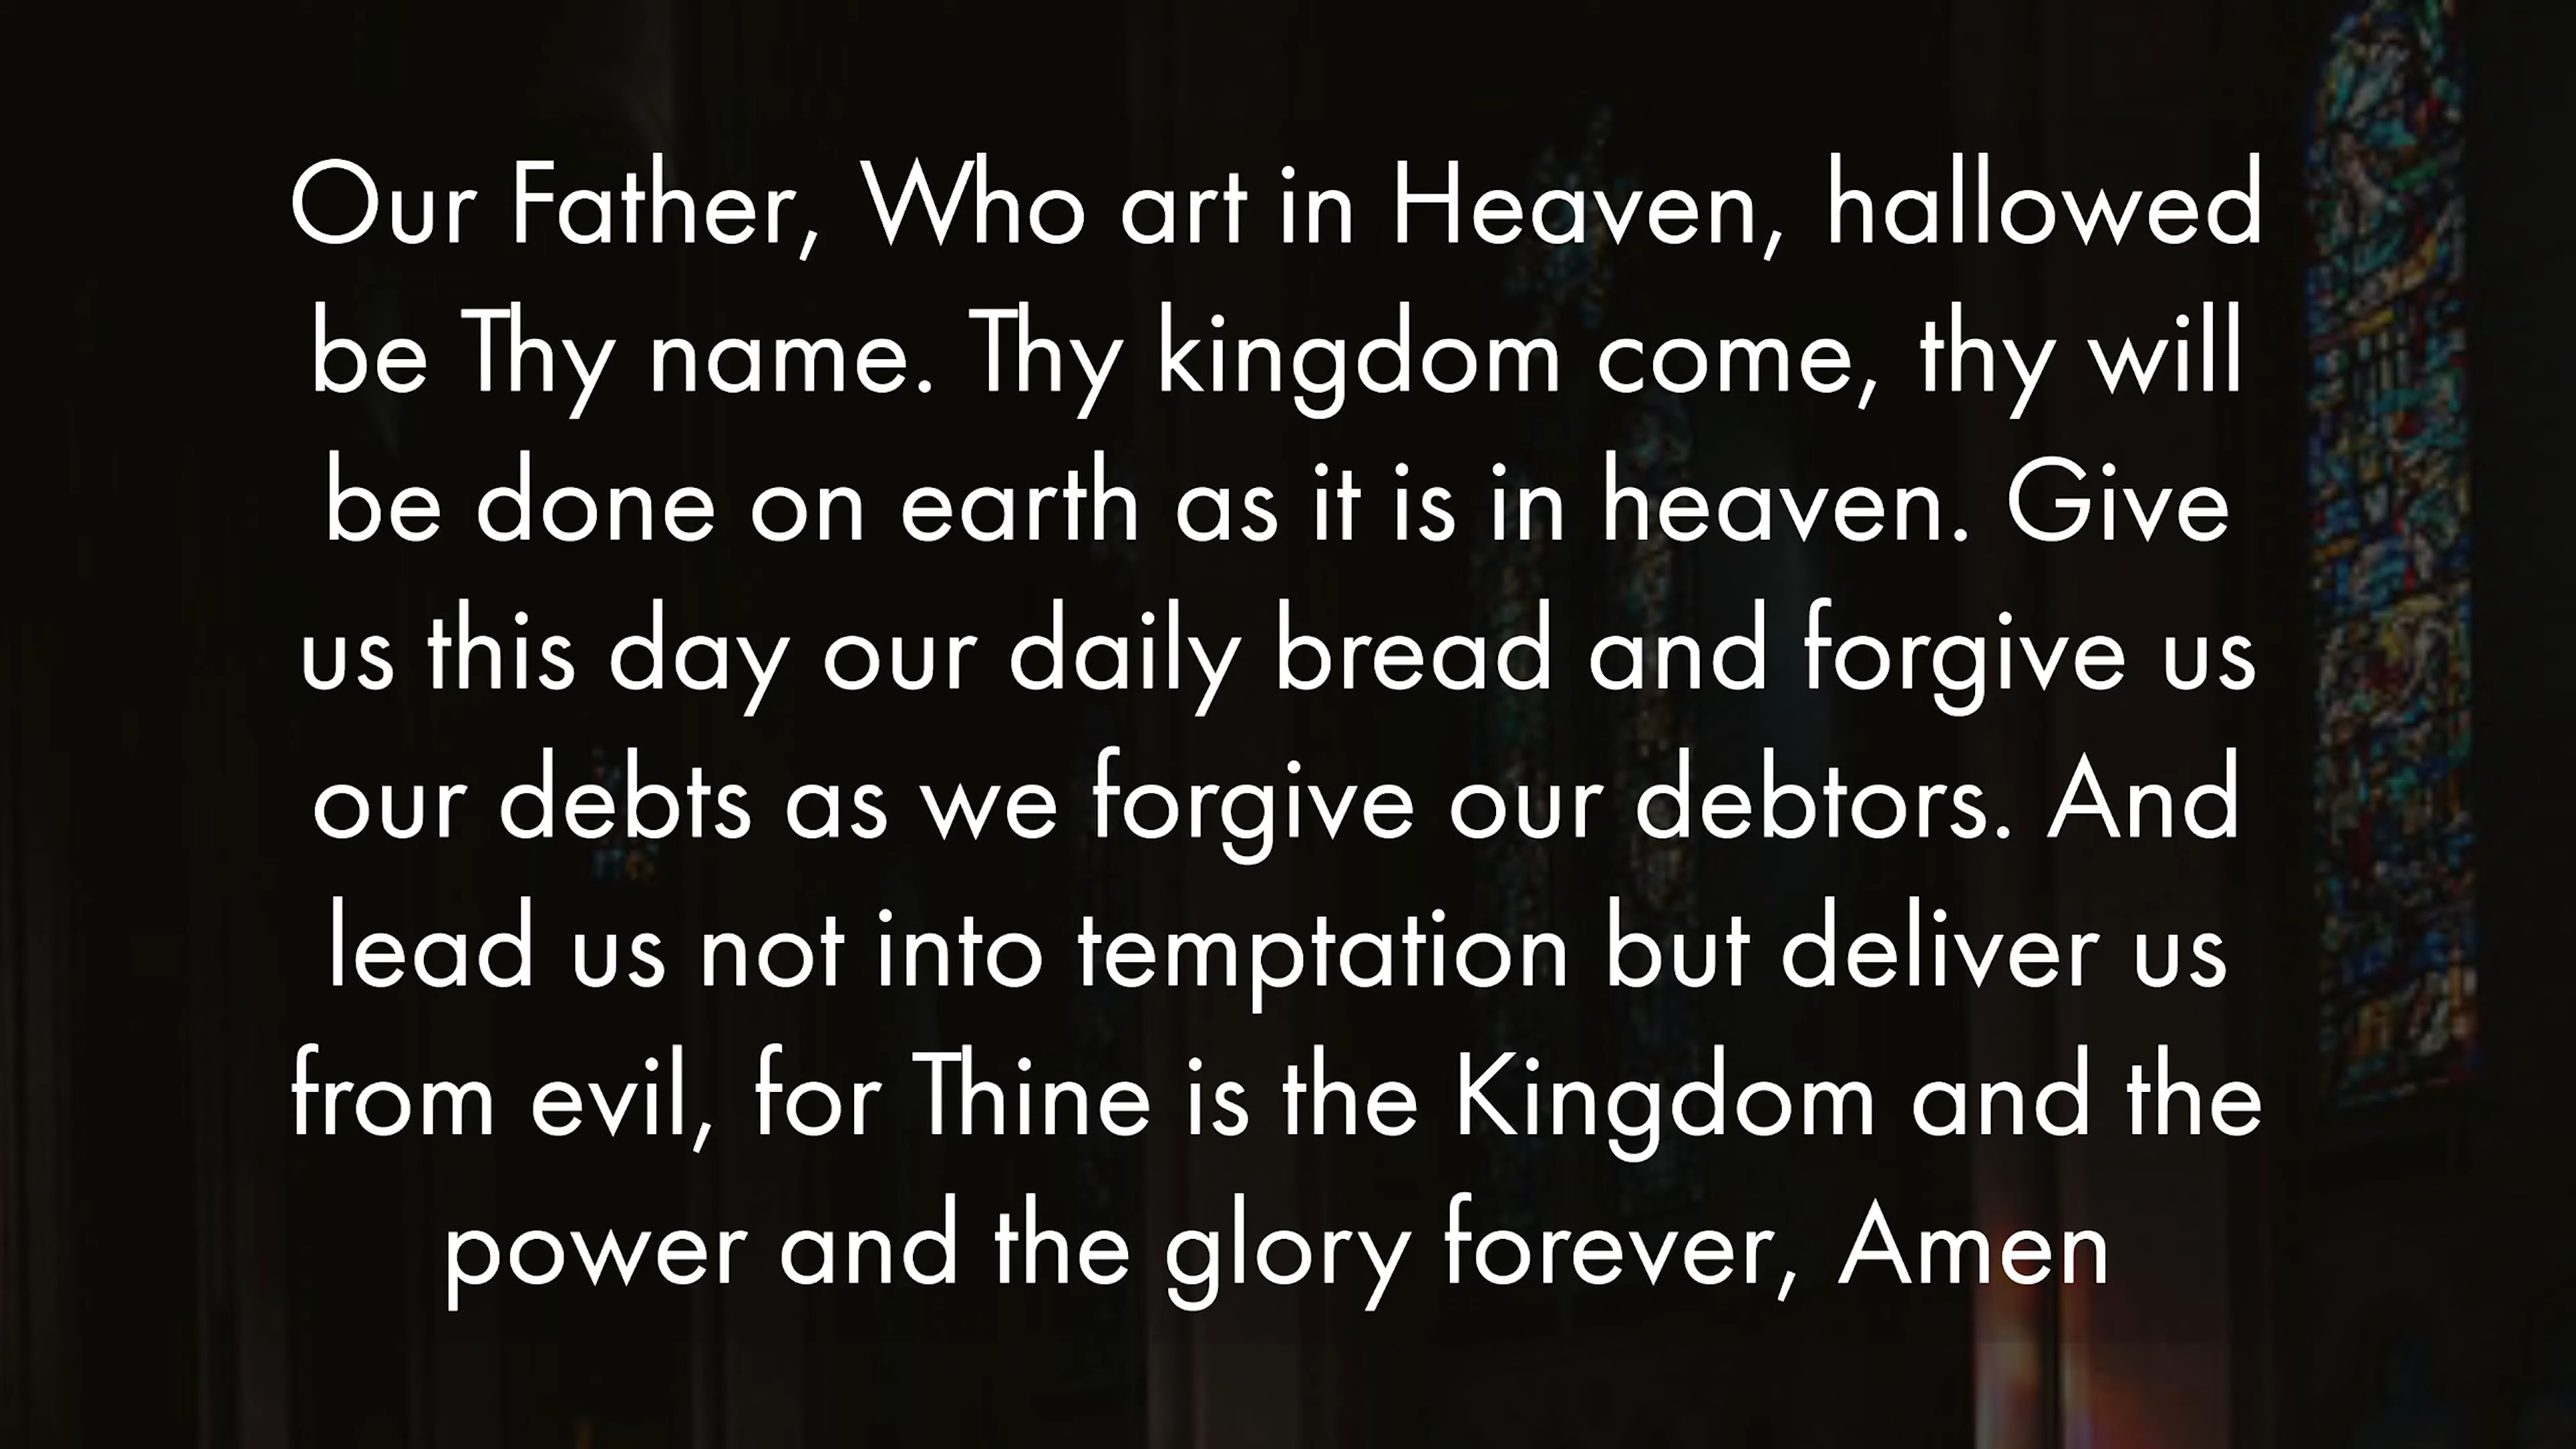 Our Father, Who art in Heaven, hallowed
be Thy name. Thy kingdom come, thy will
be done on earth as it is in heaven. Give
us this day our daily bread and forgive us
our debts as we forgive our debtors. And
lead us not into temptation but deliver us
from evil, for Thine is the Kingdom and the
power and the glory forever, Amen